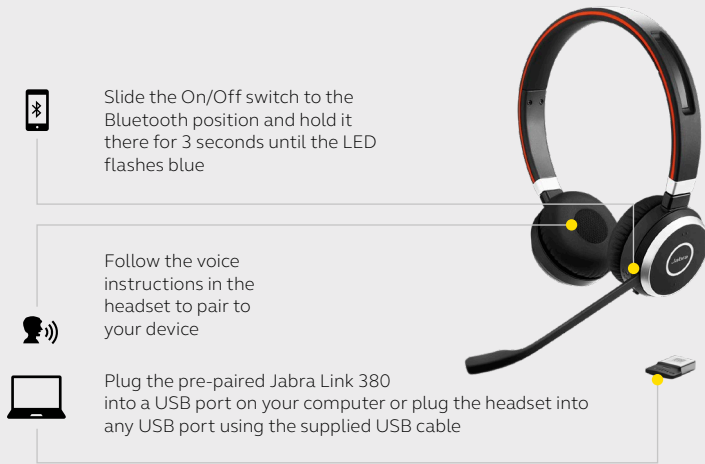 Slide the On/Off switch to the
Bluetooth position and hold it
there for 3 seconds until the LED
flashes blue
Jabra
Follow the voice
instructions in the
headset to pair to
your device
Plug the pre-paired Jabra Link 380
into a USB port on your computer or plug the headset into
any USB port using the supplied USB cable